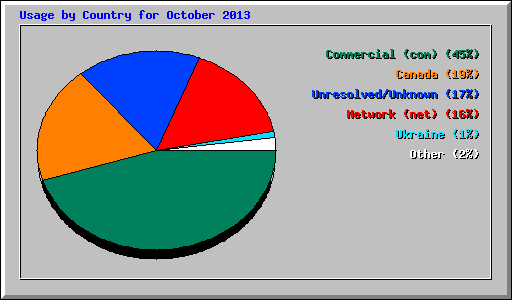 Usage by Country for October 2013
Commercial (com) (45%)
Canada (19%)
Unresolved/Unknown (17%)
Network (net) (16%)
Ukraine (1%)
Other (2%)